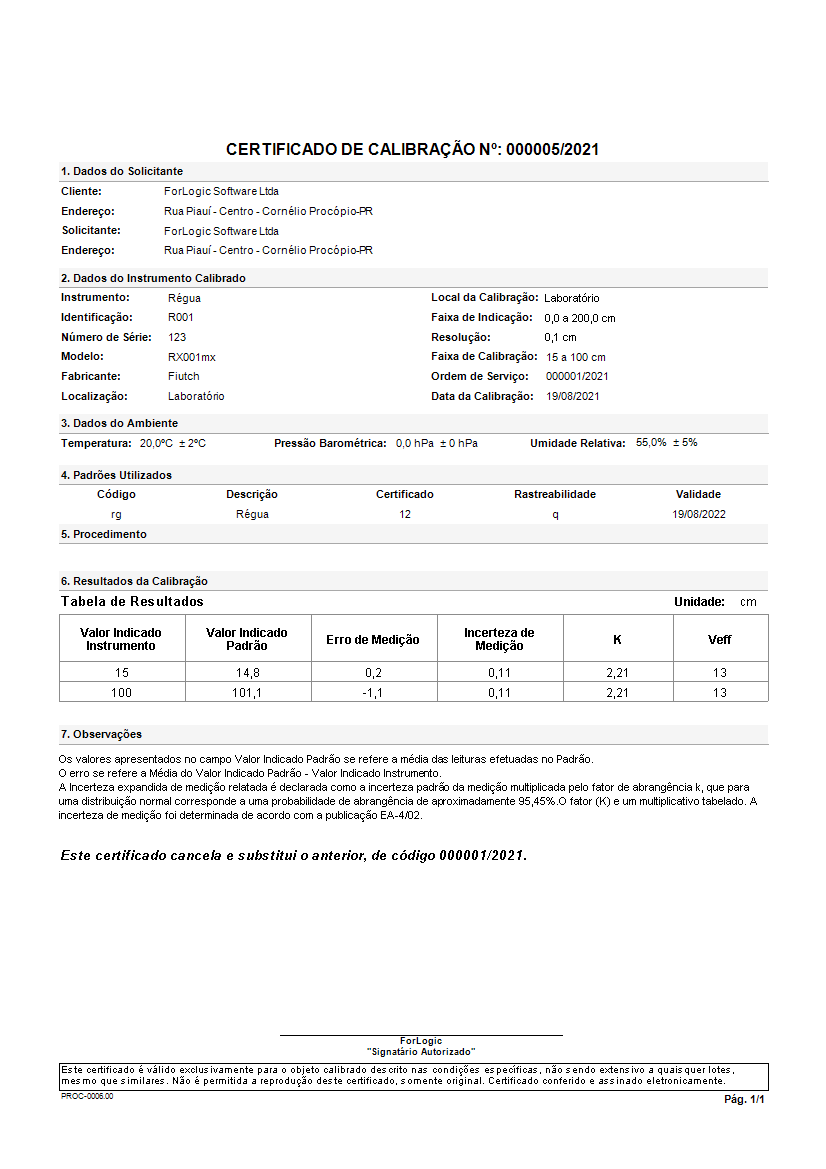 CERTIFICADO DE CALIBRAÇÃO Nº: 000005/2021
1. Dados do Solicitante
Cliente: ForLogic Software Ltda
Endereço: Rua Piauí - Centro - Cornélio Procópio-PR
Solicitante: ForLogic Software Ltda
Endereço: Rua Piauí - Centro - Cornélio Procópio-PR
2. Dados do Instrumento Calibrado
Instrumento: Régua Local da Calibração: Laboratório
Identificação: R001 Faixa de Indicação: 0,0 a 200,0 cm
Número de Série: 123 Resolução: 0,1 cm
Modelo: RX001mx Faixa de Calibração: 15 a 100 cm
Fabricante: Fiutch Ordem de Serviço: 000001/2021
Localização: Laboratório Data da Calibração: 19/08/2021
3. Dados do Ambiente
Temperatura: 20,0ºC ± 2ºC Pressão Barométrica: 0,0 hPa ± 0 hPa Umidade Relativa: 55,0% ± 5%
4. Padrões Utilizados
Código Descrição Certificado Rastreabilidade Validade
rg Régua 12 q 19/08/2022
5. Procedimento
6. Resultados da Calibração
Tabela de Resultados Unidade: cm
Valor Indicado Instrumento Valor Indicado Padrão Erro de Medição Incerteza de Medição K Veff
15 14,8 0,2 0,11 2,21 13
100 101,1 -1,1 0,11 2,21 13
7. Observações
Os valores apresentados no campo Valor Indicado Padrão se refere a média das leituras efetuadas no Padrão.
O erro se refere a Média do Valor Indicado Padrão - Valor Indicado Instrumento.
A Incerteza expandida de medição relatada é declarada como a incerteza padrão da medição multiplicada pelo fator de abrangência k, que para
uma distribuição normal corresponde a uma probabilidade de abrangência de aproximadamente 95,45%.O fator (K) e um multiplicativo tabelado. A
incerteza de medição foi determinada de acordo com a publicação EA-4/02.
Este certificado cancela e substitui o anterior, de código 000001/2021.
ForLogic
"Signatário Autorizado"
Este certificado é válido exclusivamente para o objeto calibrado descrito nas condições específicas, não sendo extensivo a quaisquer lotes,
mesmo que similares. Não é permitida a reprodução deste certificado, somente original. Certificado conferido e assinado eletronicamente.
PROC-0006.00 Pág. 1/1